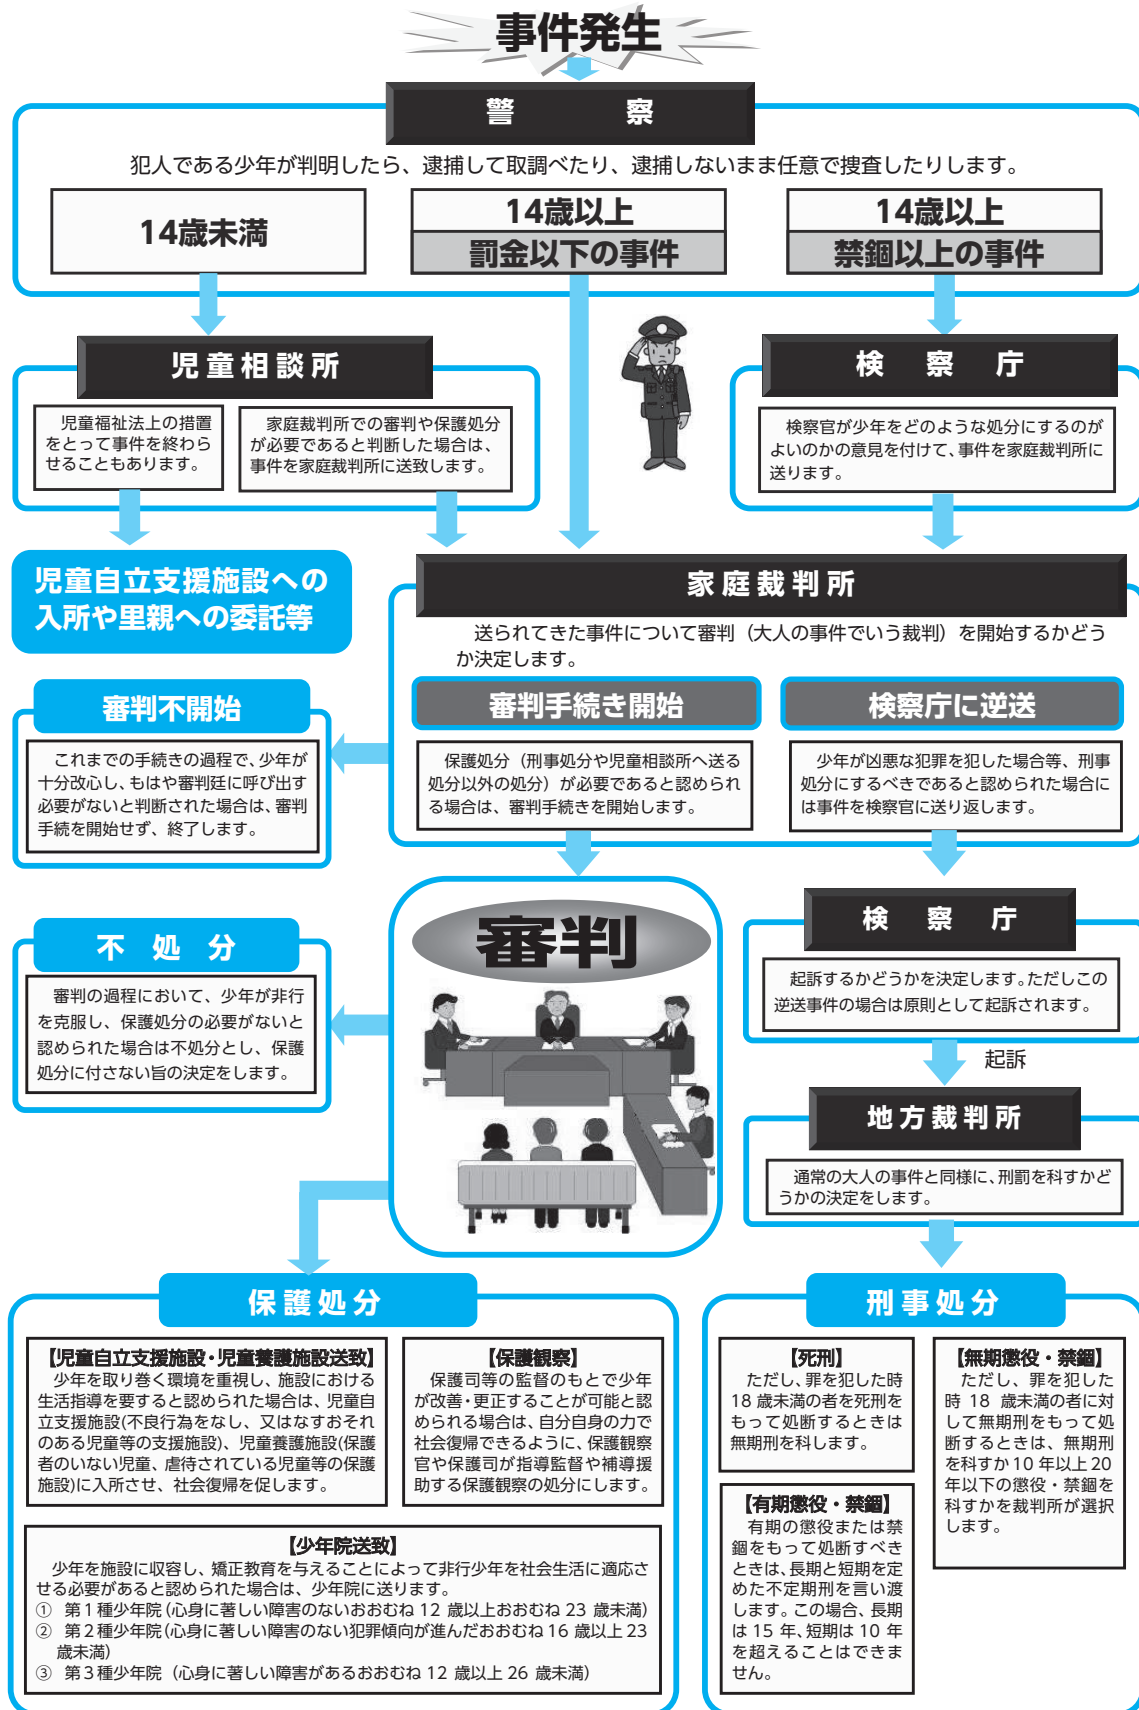 事件発生
警察
犯人である少年が判明したら、逮捕して取調べたり、逮捕しないまま任意で捜査したりします。
14歳未満
14歳以上
罰金以下の事件
14歳以上
禁錮以上の事件
児童相談所
児童福祉法上の措置
をとって事件を終わら
せることもあります。
家庭裁判所での審判や保護処分
が必要であると判断した場合は、
事件を家庭裁判所に送致します。
検察庁
検察官が少年をどのような処分にするのが
よいのかの意見を付けて、事件を家庭裁判所に
送ります。
児童自立支援施設への
入所や里親への委託等
家庭裁判所
送られてきた事件について審判（大人の事件でいう裁判）を開始するかどう
か決定します。
審判不開始
これまでの手続きの過程で、少年が
十分改心し、もはや審判廷に呼び出す
必要がないと判断された場合は、審判
手続を開始せず、終了します。
審判手続き開始
保護処分（刑事処分や児童相談所へ送る
処分以外の処分）が必要であると認められ
る場合は、審判手続きを開始します。
検察庁に逆送
少年が凶悪な犯罪を犯した場合等、刑事
処分にするべきであると認められた場合に
は事件を検察官に送り返します。
審判
不処分
審判の過程において、少年が非行
を克服し、保護処分の必要がないと
認められた場合は不処分とし、保護
処分に付さない旨の決定をします。
検察庁
起訴するかどうかを決定します。ただしこの
逆送事件の場合は原則として起訴されます。
起訴
地方裁判所
通常の大人の事件と同様に、刑罰を科すかど
うかの決定をします。
保護処分
【児童自立支援施設・児童養護施設送致】
少年を取り巻く環境を重視し、施設における
生活指導を要すると認められた場合は、児童自
立支援施設(不良行為をなし、又はなすおそれ
のある児童等の支援施設)、児童養護施設(保護
者のいない児童、虐待されている児童等の保護
施設)に入所させ、社会復帰を促します。
【保護観察】
保護司等の監督のもとで少年
が改善・更正することが可能と認
められる場合は、自分自身の力で
社会復帰できるように、保護観察
官や保護司が指導監督や補導援
助する保護観察の処分にします。
【少年院送致】
少年を施設に収容し、矯正教育を与えることによって非行少年を社会生活に適応さ
せる必要があると認められた場合は、少年院に送ります。
① 第１種少年院（心身に著しい障害のないおおむね 12 歳以上おおむね 23 歳未満）
② 第２種少年院（心身に著しい障害のない犯罪傾向が進んだおおむね 16 歳以上 23
歳未満）
③ 第３種少年院（心身に著しい障害があるおおむね 12 歳以上 26 歳未満）
刑事処分
【死刑】
ただし、罪を犯した時
18 歳未満の者を死刑を
もって処断するときは
無期刑を科します。
【有期懲役・禁錮】
有期の懲役または禁
錮をもって処断すべき
ときは、長期と短期を定
めた不定期刑を言い渡
します。この場合、長期
は 15 年、短期は 10 年
を超えることはできま
せん。
【無期懲役・禁錮】
ただし、罪を犯した
時 18 歳未満の者に対
して無期刑をもって処
断するときは、無期刑
を科すか 10 年以上 20
年以下の懲役・禁錮を
科すかを裁判所が選択
します。